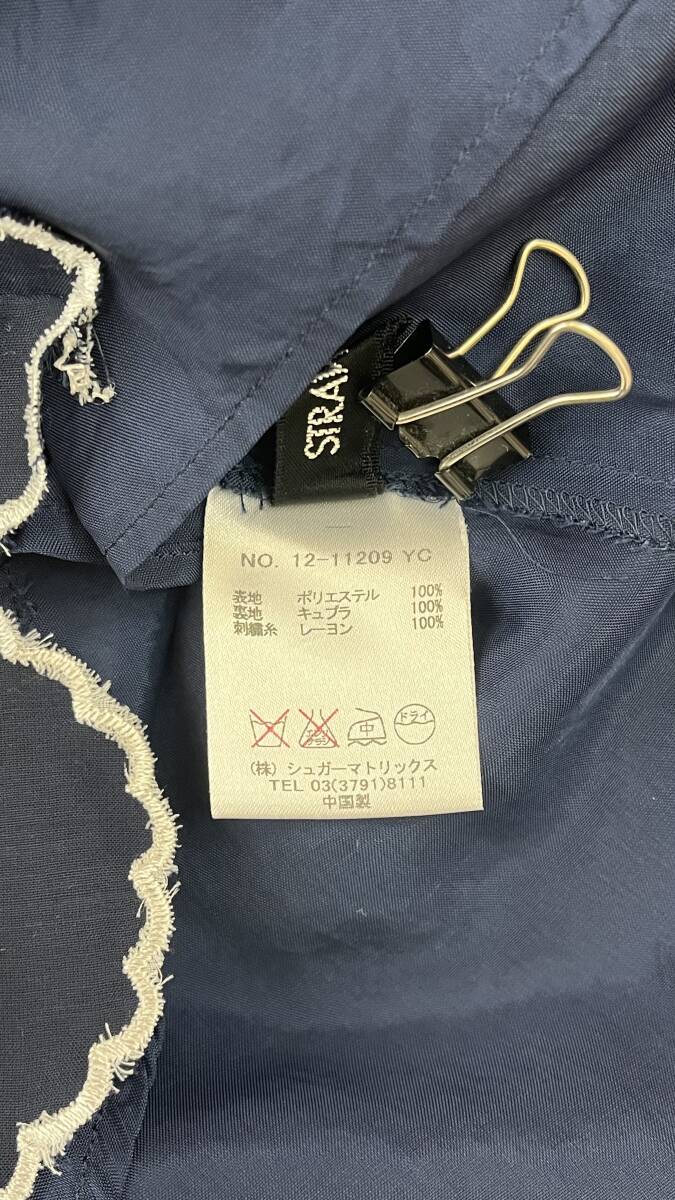 NO. 12-11209 YC
表地 ポリエステル 100%
裏地 キュプラ 100%
刺繍糸 レーヨン 100%
中 ドライ
(株) シュガーマトリックス
TEL 03(3791)8111
中国製